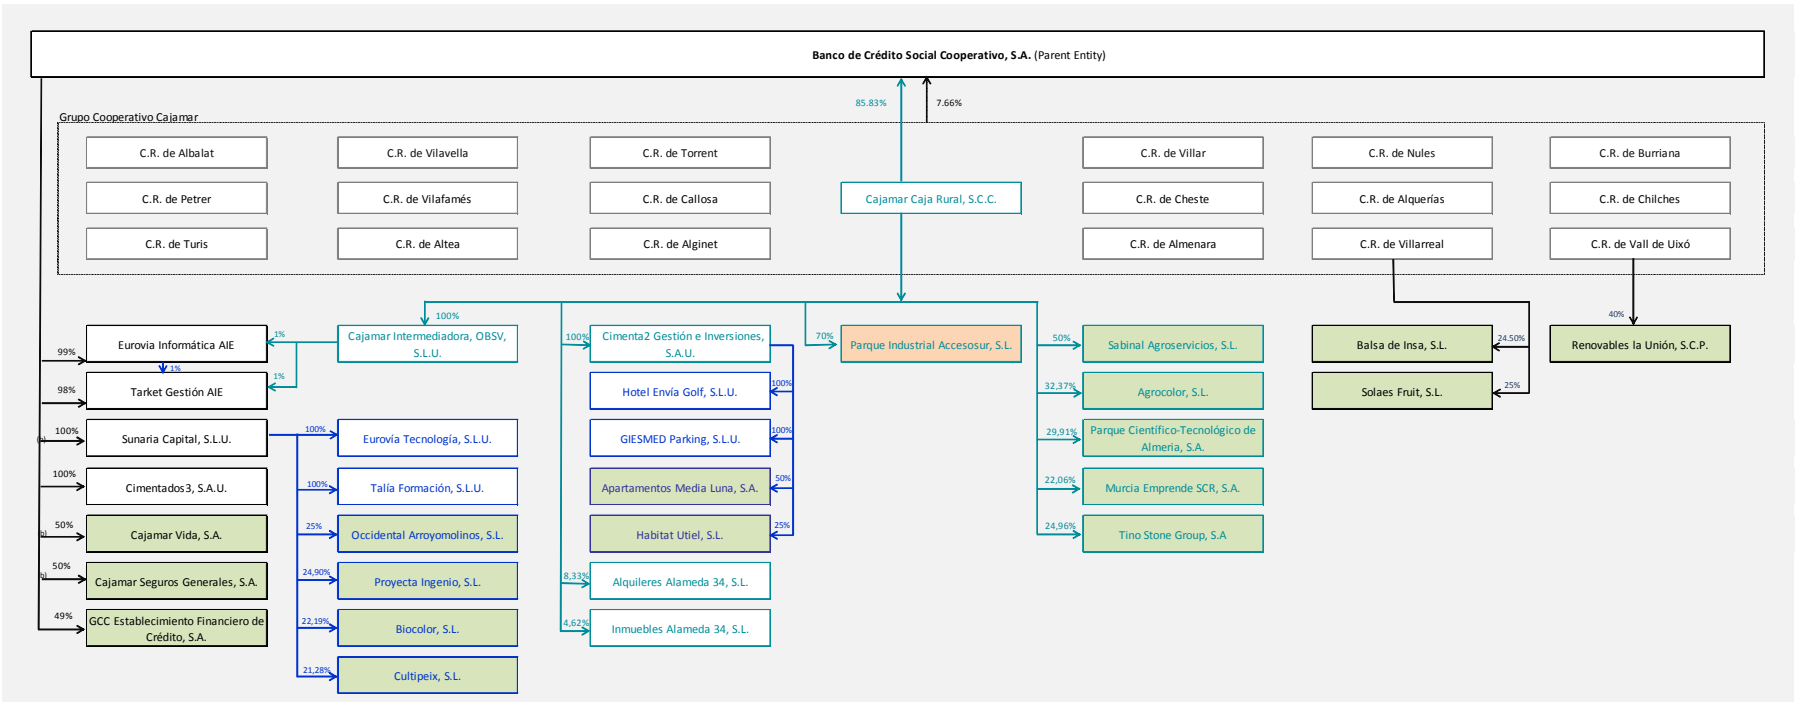 Banco de Crédito Social Cooperativo, S.A. (Parent Entity)
85.83%
7.66%
Grupo Cooperativo Cajamar
C.R. de Albalat
C.R. de Vilavella
C.R. de Torrent
C.R. de Villar
C.R. de Nules
C.R. de Burriana
C.R. de Petrer
C.R. de Vilafamés
C.R. de Callosa
Cajamar Caja Rural, S.C.C.
C.R. de Cheste
C.R. de Alquerías
C.R. de Chilches
C.R. de Turis
C.R. de Altea
C.R. de Alginet
C.R. de Almenara
C.R. de Villarreal
C.R. de Vall de Uixó
99%
Eurovia Informática AIE
1%
98%
Tarket Gestión AIE
100%
Sunaria Capital, S.L.U.
100%
Cimentados3, S.A.U.
50%
(b)
Cajamar Vida, S.A.
50%
(b)
Cajamar Seguros Generales, S.A.
49%
GCC Establecimiento Financiero de
Crédito, S.A.
100%
Cajamar Intermediadora, OBSV,
S.L.U.
1%
1%
100%
Eurovía Tecnología, S.L.U.
100%
Talía Formación, S.L.U.
25%
Occidental Arroyomolinos, S.L.
24,90%
Proyecta Ingenio, S.L.
22,19%
Biocolor, S.L.
21,28%
Cultipeix, S.L.
100%
Cimenta2 Gestión e Inversiones,
S.A.U.
Hotel Envía Golf, S.L.U.
100%
GIESMED Parking, S.L.U.
100%
Apartamentos Media Luna, S.A.
50%
Habitat Utiel, S.L.
25%
8,33%
Alquileres Alameda 34, S.L.
4,62%
Inmuebles Alameda 34, S.L.
70%
Parque Industrial Accesosur, S.L.
50%
Sabinal Agroservicios, S.L.
32,37%
Agrocolor, S.L.
29,91%
Parque Científico-Tecnológico de
Almeria, S.A.
22,06%
Murcia Emprende SCR, S.A.
24,96%
Tino Stone Group, S.A
Balsa de Insa, S.L.
24.50%
Solaes Fruit, S.L.
25%
40%
Renovables la Unión, S.C.P.